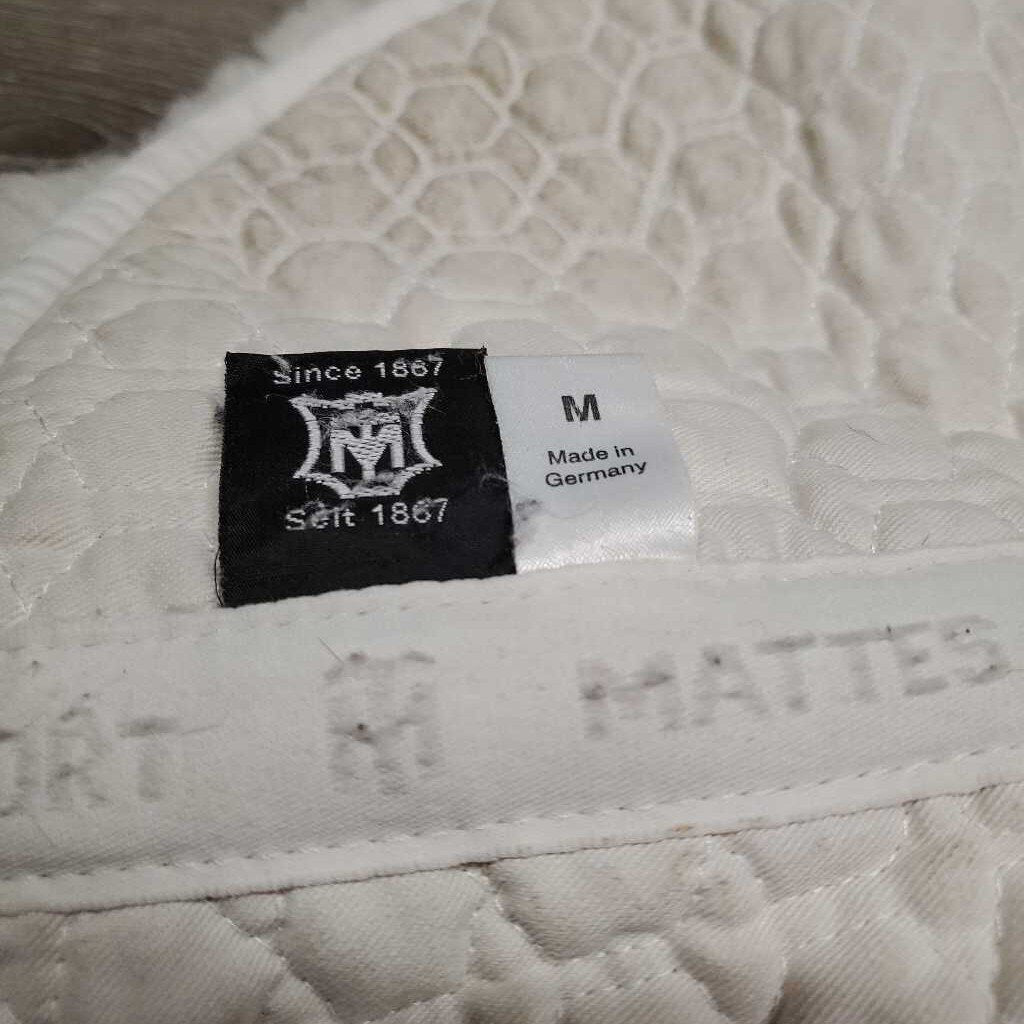 Since 1867
M
Seit 1867
M
Made in
Germany
MATTES